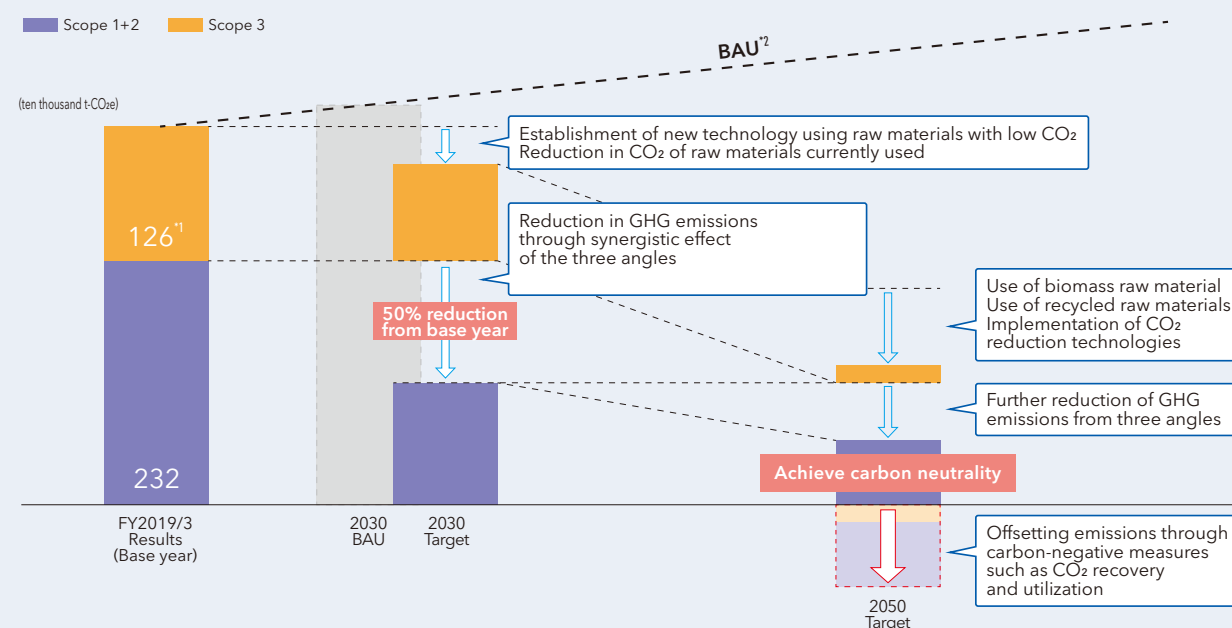 Scope 1+2
Scope 3
BAU*2
(ten thousand t-CO₂e)
Establishment of new technology using raw materials with low CO₂
Reduction in CO₂ of raw materials currently used
126*1
Reduction in GHG emissions
through synergistic effect
of the three angles
50% reduction
from base year
Use of biomass raw material
Use of recycled raw materials
Implementation of CO₂
reduction technologies
Further reduction of GHG
emissions from three angles
232
Achieve carbon neutrality
FY2019/3
Results
(Base year)
2030
BAU
2030
Target
Offsetting emissions through
carbon-negative measures
such as CO₂ recovery
and utilization
2050
Target